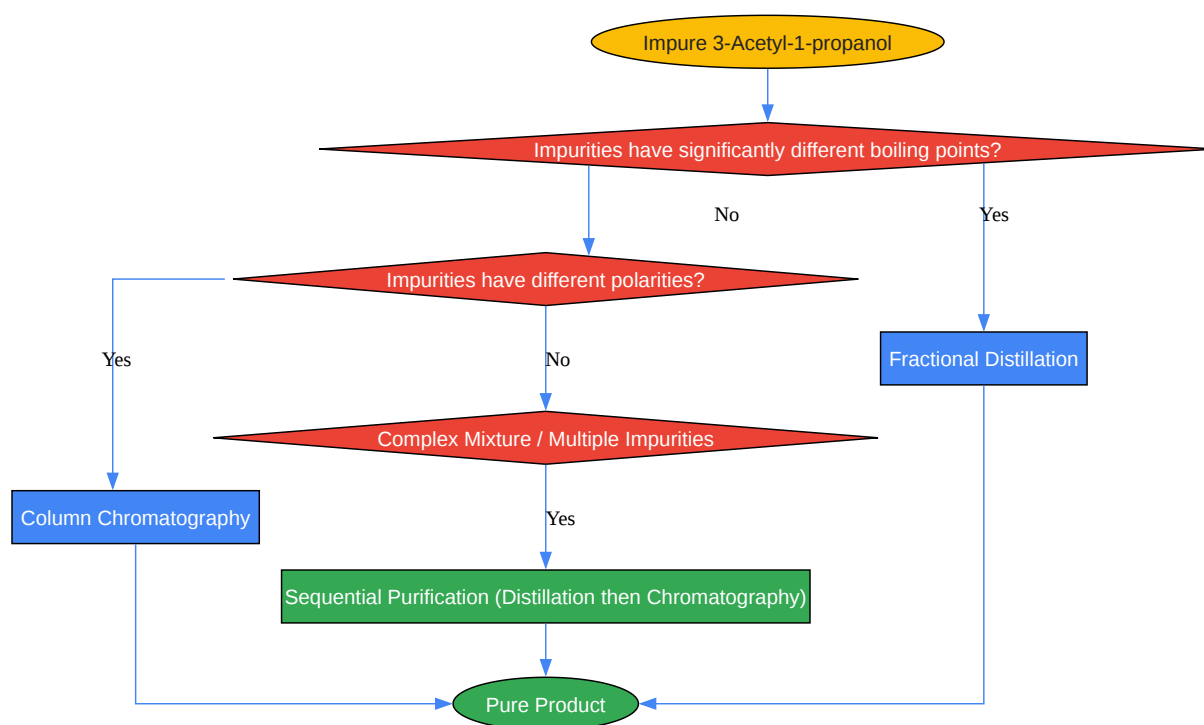 Impure 3-Acetyl-1-propanol
Impurities have significantly different boiling points?
No
Yes
Impurities have different polarities?
Yes
No
Fractional Distillation
Complex Mixture / Multiple Impurities
Column Chromatography
Yes
Sequential Purification (Distillation then Chromatography)
Pure Product